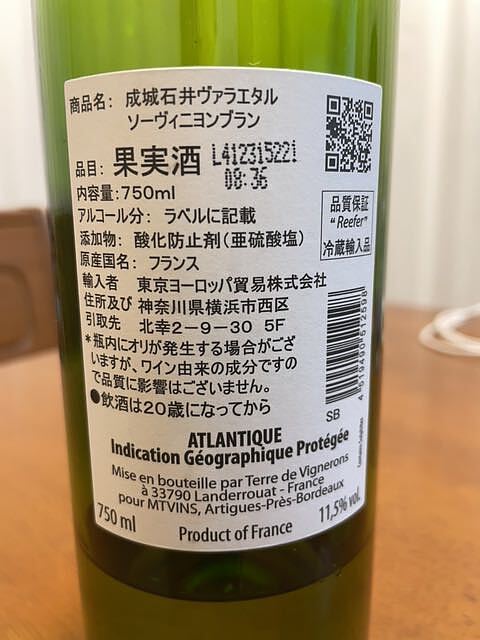 商品名： 成城石井ヴァラエタル
ソーヴィニヨンブラン
品目：果実酒 L412315221
08:36
内容量：750ml
アルコール分： ラベルに記載
添加物： 酸化防止剤（亜硫酸塩）
原産国名： フランス
輸入者 東京ヨーロッパ貿易株式会社
住所及び 神奈川県横浜市西区
引取先 北幸2－9－30 5F
＊瓶内にオリが発生する場合がござ
いますが、ワイン由来の成分ですの
で品質に影響はございません。
●飲酒は20歳になってから
品質保証
"Reefer"
冷蔵輸入品
4 519490 012598
SB
ATLANTIQUE
Indication Géographique Protégée
Mise en bouteille par Terre de Vignerons
à 33790 Landerrouat - France
pour MTVINS, Artigues-Près-Bordeaux
750 ml
Product of France
11,5% vol.